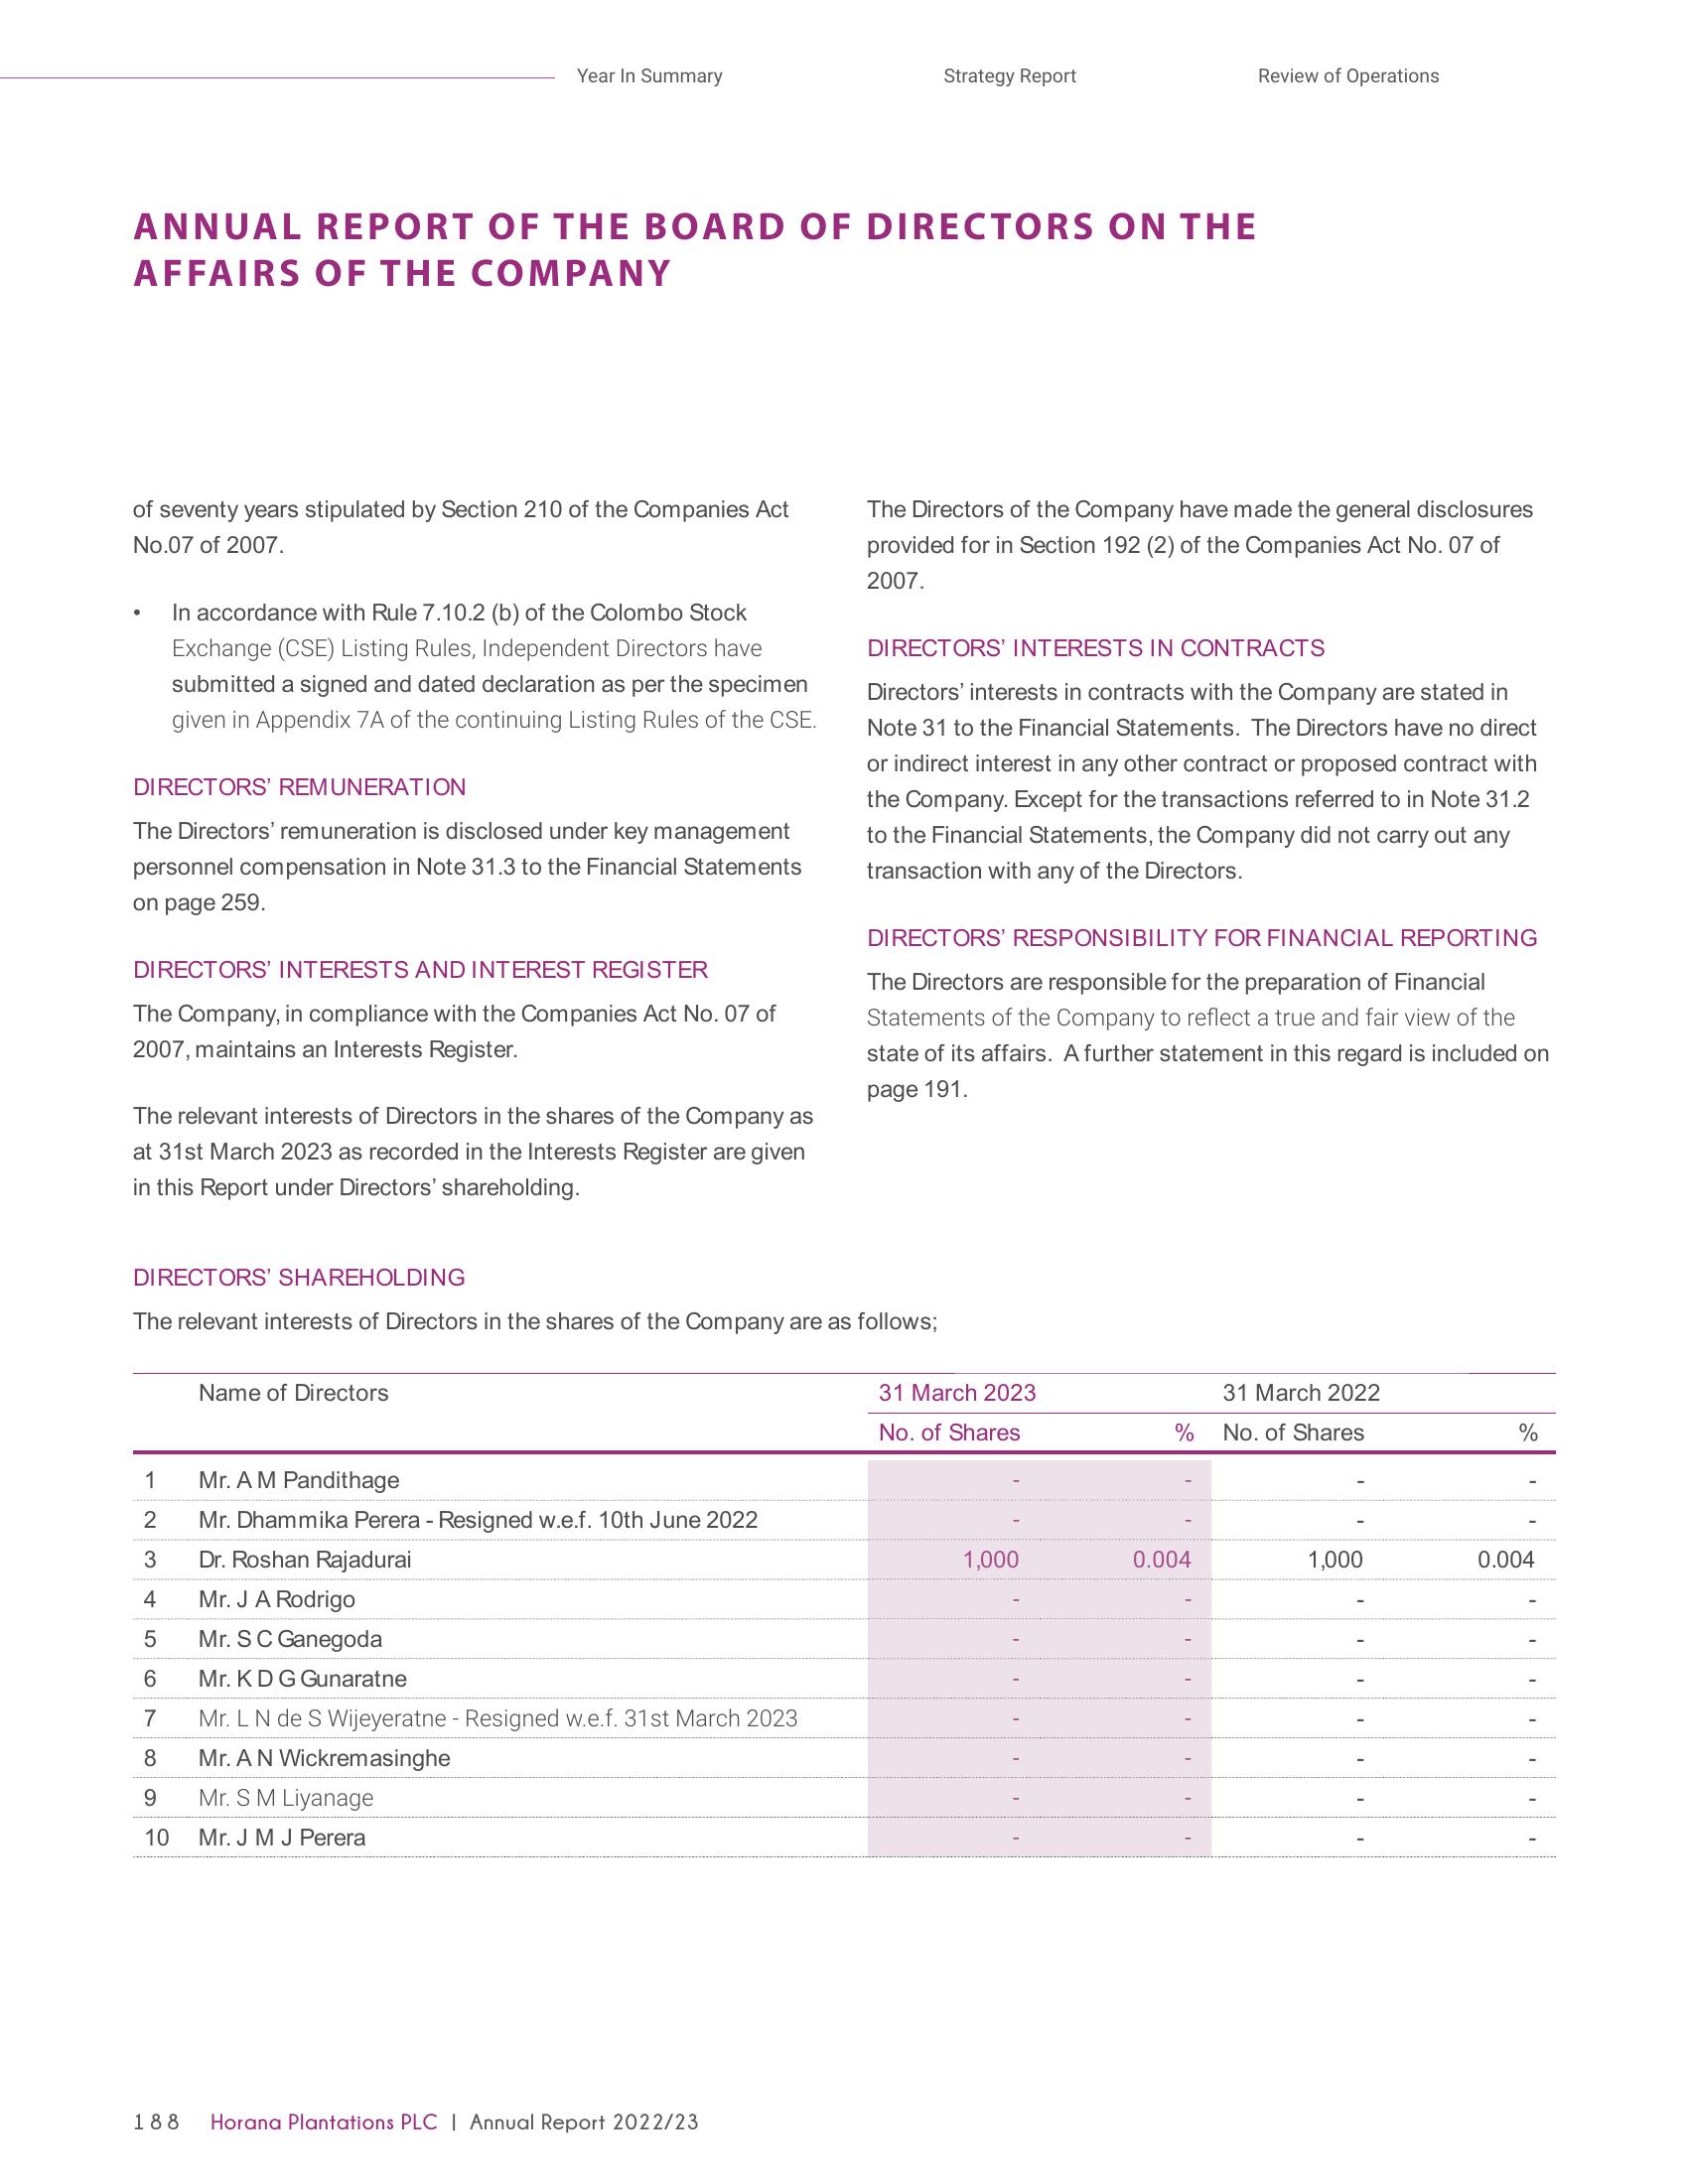 Year In Summary
Strategy Report
Review of Operations
ANNUAL REPORT OF THE BOARD OF DIRECTORS ON THE
AFFAIRS OF THE COMPANY
of seventy years stipulated by Section 210 of the Companies Act
No.07 of 2007.
• In accordance with Rule 7.10.2 (b) of the Colombo Stock
Exchange (CSE) Listing Rules, Independent Directors have
submitted a signed and dated declaration as per the specimen
given in Appendix 7A of the continuing Listing Rules of the CSE.
DIRECTORS’ REMUNERATION
The Directors’ remuneration is disclosed under key management
personnel compensation in Note 31.3 to the Financial Statements
on page 259.
DIRECTORS’ INTERESTS AND INTEREST REGISTER
The Company, in compliance with the Companies Act No. 07 of
2007, maintains an Interests Register.
The relevant interests of Directors in the shares of the Company as
at 31st March 2023 as recorded in the Interests Register are given
in this Report under Directors’ shareholding.
The Directors of the Company have made the general disclosures
provided for in Section 192 (2) of the Companies Act No. 07 of
2007.
DIRECTORS’ INTERESTS IN CONTRACTS
Directors’ interests in contracts with the Company are stated in
Note 31 to the Financial Statements. The Directors have no direct
or indirect interest in any other contract or proposed contract with
the Company. Except for the transactions referred to in Note 31.2
to the Financial Statements, the Company did not carry out any
transaction with any of the Directors.
DIRECTORS’ RESPONSIBILITY FOR FINANCIAL REPORTING
The Directors are responsible for the preparation of Financial
Statements of the Company to reflect a true and fair view of the
state of its affairs. A further statement in this regard is included on
page 191.
DIRECTORS’ SHAREHOLDING
The relevant interests of Directors in the shares of the Company are as follows;
Name of Directors 31 March 2023 31 March 2022
No. of Shares % No. of Shares %
1 Mr. A M Pandithage - - - -
2 Mr. Dhammika Perera - Resigned w.e.f. 10th June 2022 - - - -
3 Dr. Roshan Rajadurai 1,000 0.004 1,000 0.004
4 Mr. J A Rodrigo - - - -
5 Mr. S C Ganegoda - - - -
6 Mr. K D G Gunaratne - - - -
7 Mr. L N de S Wijeyeratne - Resigned w.e.f. 31st March 2023 - - - -
8 Mr. A N Wickremasinghe - - - -
9 Mr. S M Liyanage - - - -
10 Mr. J M J Perera - - - -
188 Horana Plantations PLC | Annual Report 2022/23